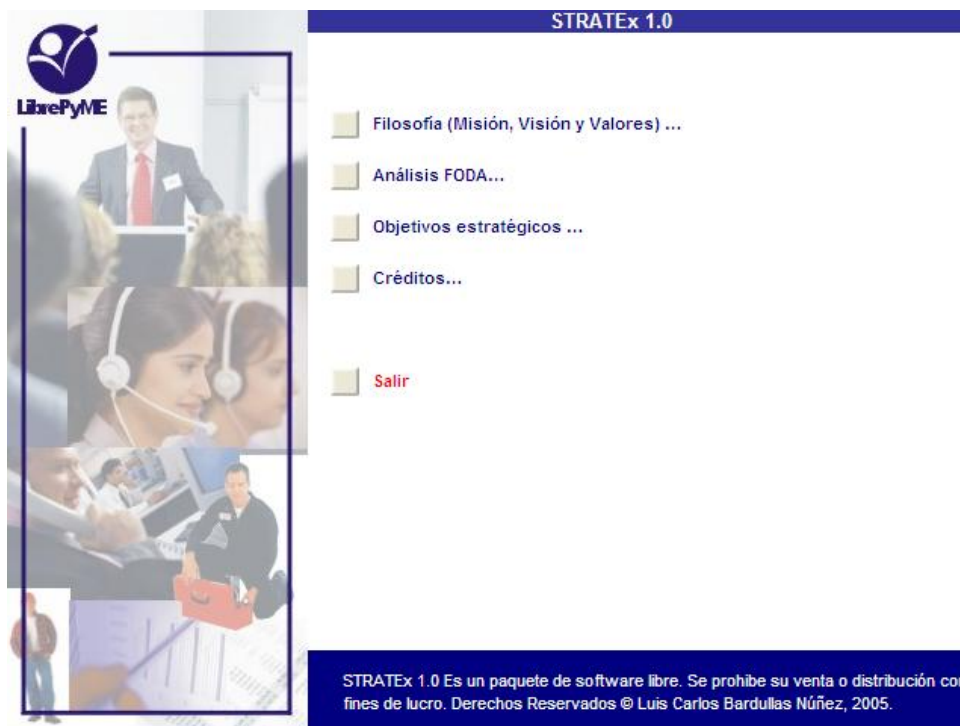 STRATEx 1.0
LibrePyME
Filosofía (Misión, Visión y Valores) ...
Análisis FODA...
Objetivos estratégicos ...
Créditos...
Salir
STRATEx 1.0 Es un paquete de software libre. Se prohibe su venta o distribución con
fines de lucro. Derechos Reservados © Luis Carlos Bardullas Núñez, 2005.